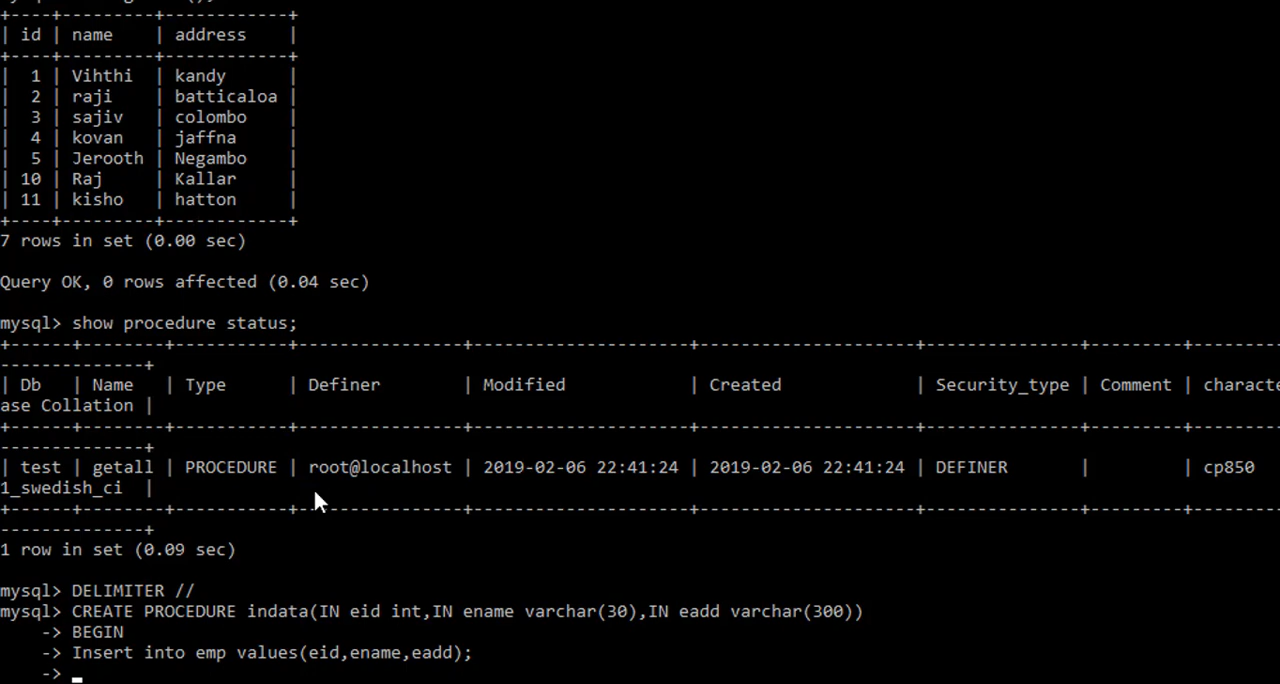 +----+---------+------------+
| id | name    | address    |
+----+---------+------------+
|  1 | Vihthi  | kandy      |
|  2 | raji    | batticaloa |
|  3 | sajiv   | colombo    |
|  4 | kovan   | jaffna     |
|  5 | Jerooth | Negambo    |
| 10 | Raj     | Kallar     |
| 11 | kisho   | hatton     |
+----+---------+------------+
7 rows in set (0.00 sec)
Query OK, 0 rows affected (0.04 sec)
mysql> show procedure status;
+------+--------+-----------+----------------+---------------------+---------------------+---------------+---------+--------
--------------+
| Db   | Name   | Type      | Definer        | Modified            | Created             | Security_type | Comment | characte
ase Collation |
+------+--------+-----------+----------------+---------------------+---------------------+---------------+---------+--------
--------------+
| test | getall | PROCEDURE | root@localhost | 2019-02-06 22:41:24 | 2019-02-06 22:41:24 | DEFINER       |         | cp850
1_swedish_ci  |
+------+--------+-----------+----------------+---------------------+---------------------+---------------+---------+--------
--------------+
1 row in set (0.09 sec)
mysql> DELIMITER //
mysql> CREATE PROCEDURE indata(IN eid int,IN ename varchar(30),IN eadd varchar(300))
    -> BEGIN
    -> Insert into emp values(eid,ename,eadd);
    -> _